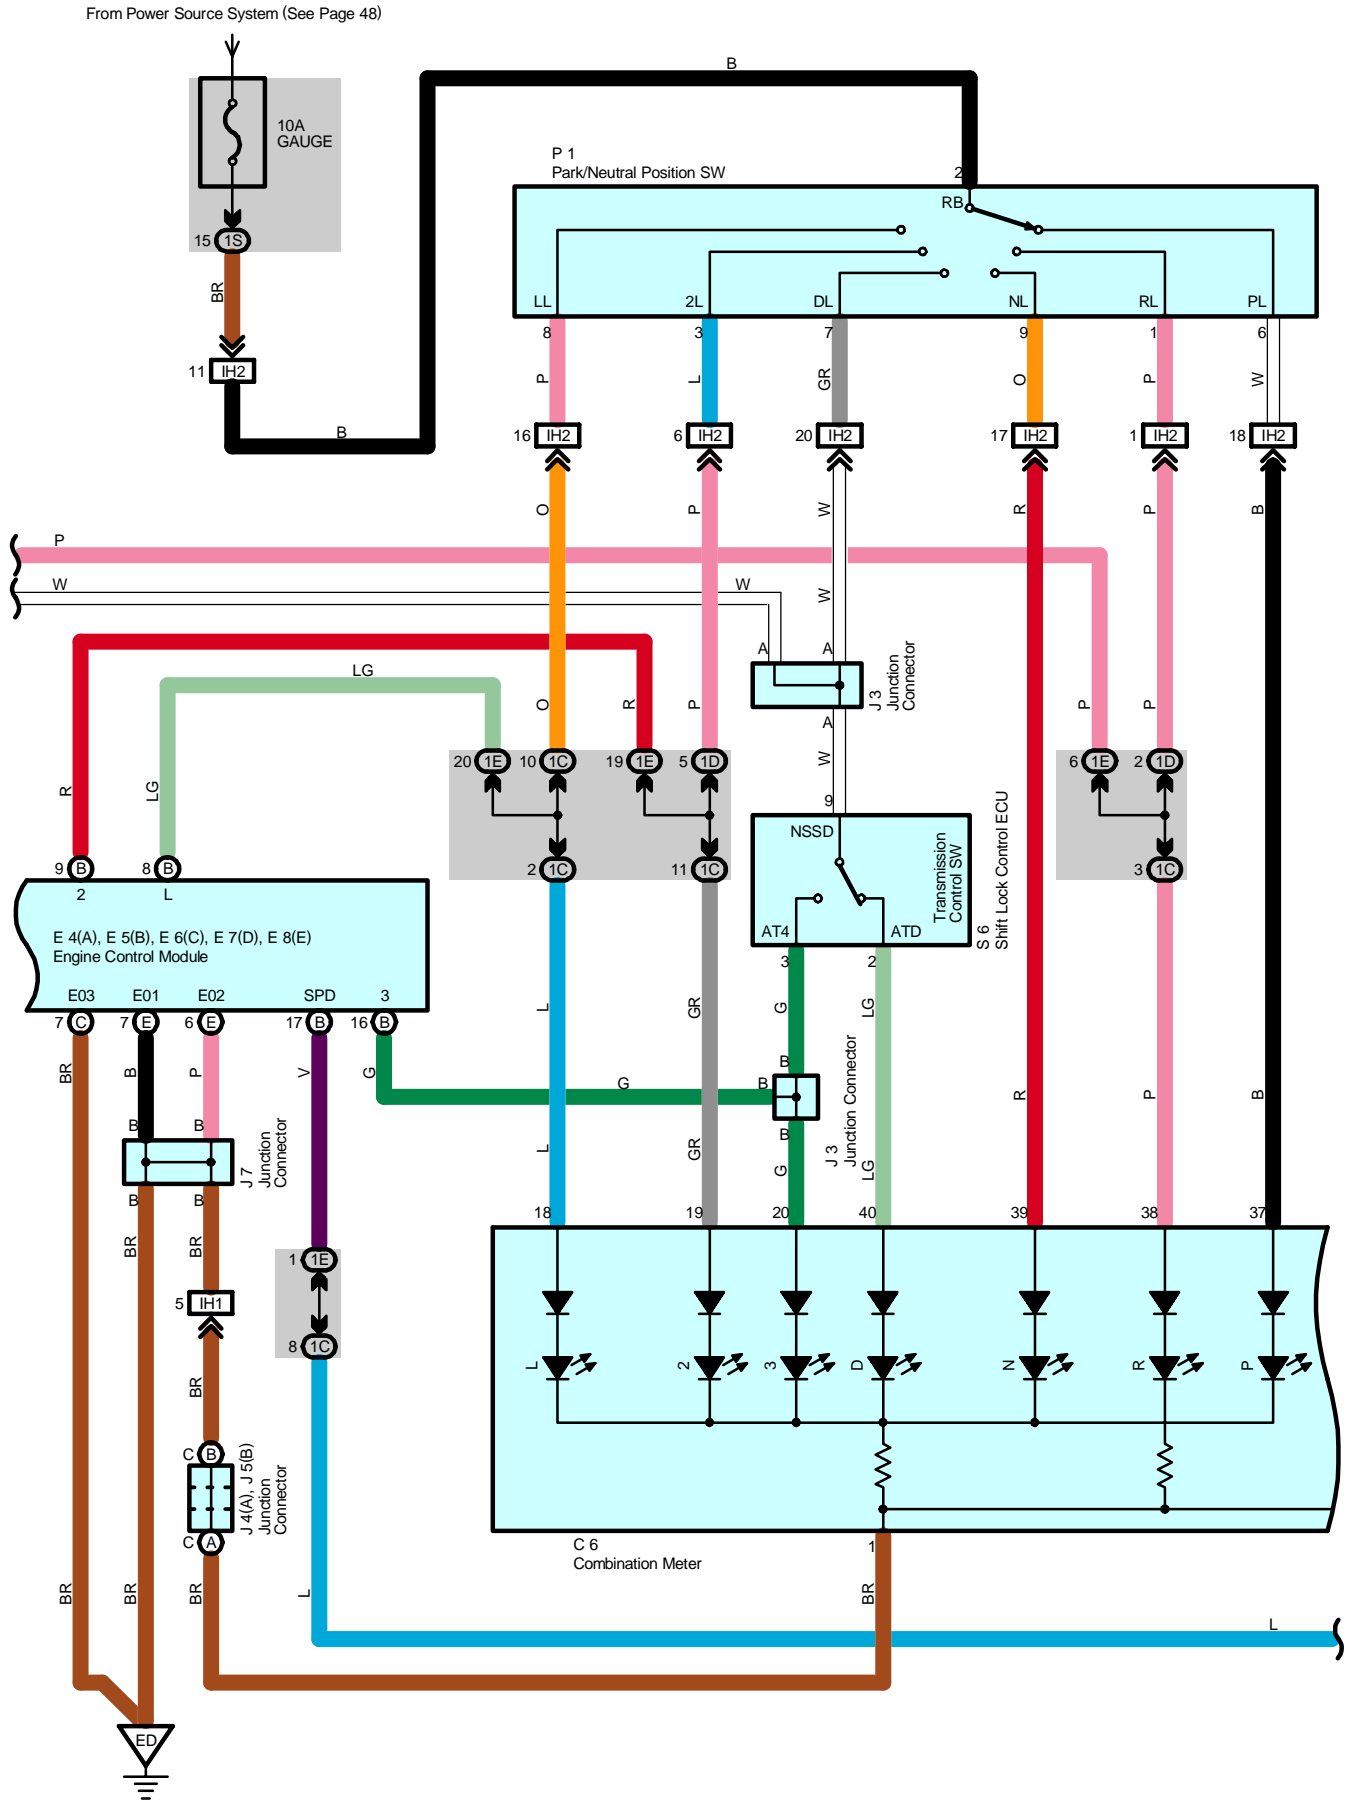 From Power Source System (See Page 48)
B
10A
GAUGE
P 1
Park/Neutral Position SW
2
RB
15 1S
LL 2L DL NL RL PL
8 3 7 9 1 6
BR
P L GR O P W
11 IH2
B
16 IH2 6 IH2 20 IH2 17 IH2 1 IH2 18 IH2
O P W R P B
P
W W W
A A
J 3
Junction
Connector
A
LG
O R P W P P
20 1E 10 1C 19 1E 5 1D 6 1E 2 1D
R LG
9
NSSD
Transmission
Control SW
S 6
Shift Lock Control ECU
9 B 8 B 2 1C 11 1C 3 1C
2 L
E 4(A), E 5(B), E 6(C), E 7(D), E 8(E)
Engine Control Module
AT4 ATD
3 2
E03 E01 E02 SPD 3
7 C 7 E 6 E 17 B 16 B
L GR G LG
BR B P V G
G
B B
J 3
Junction Connector
B
R P B
B B
J 7
Junction
Connector
B B
L GR G LG
BR BR
18 19 20 40 39 38 37
1 1E
5 IH1
8 1C
L 2 3 D N R P
BR
C B
J 4(A), J 5(B)
Junction
Connector
C A
C 6
Combination Meter
1
BR BR BR L BR
L
ED